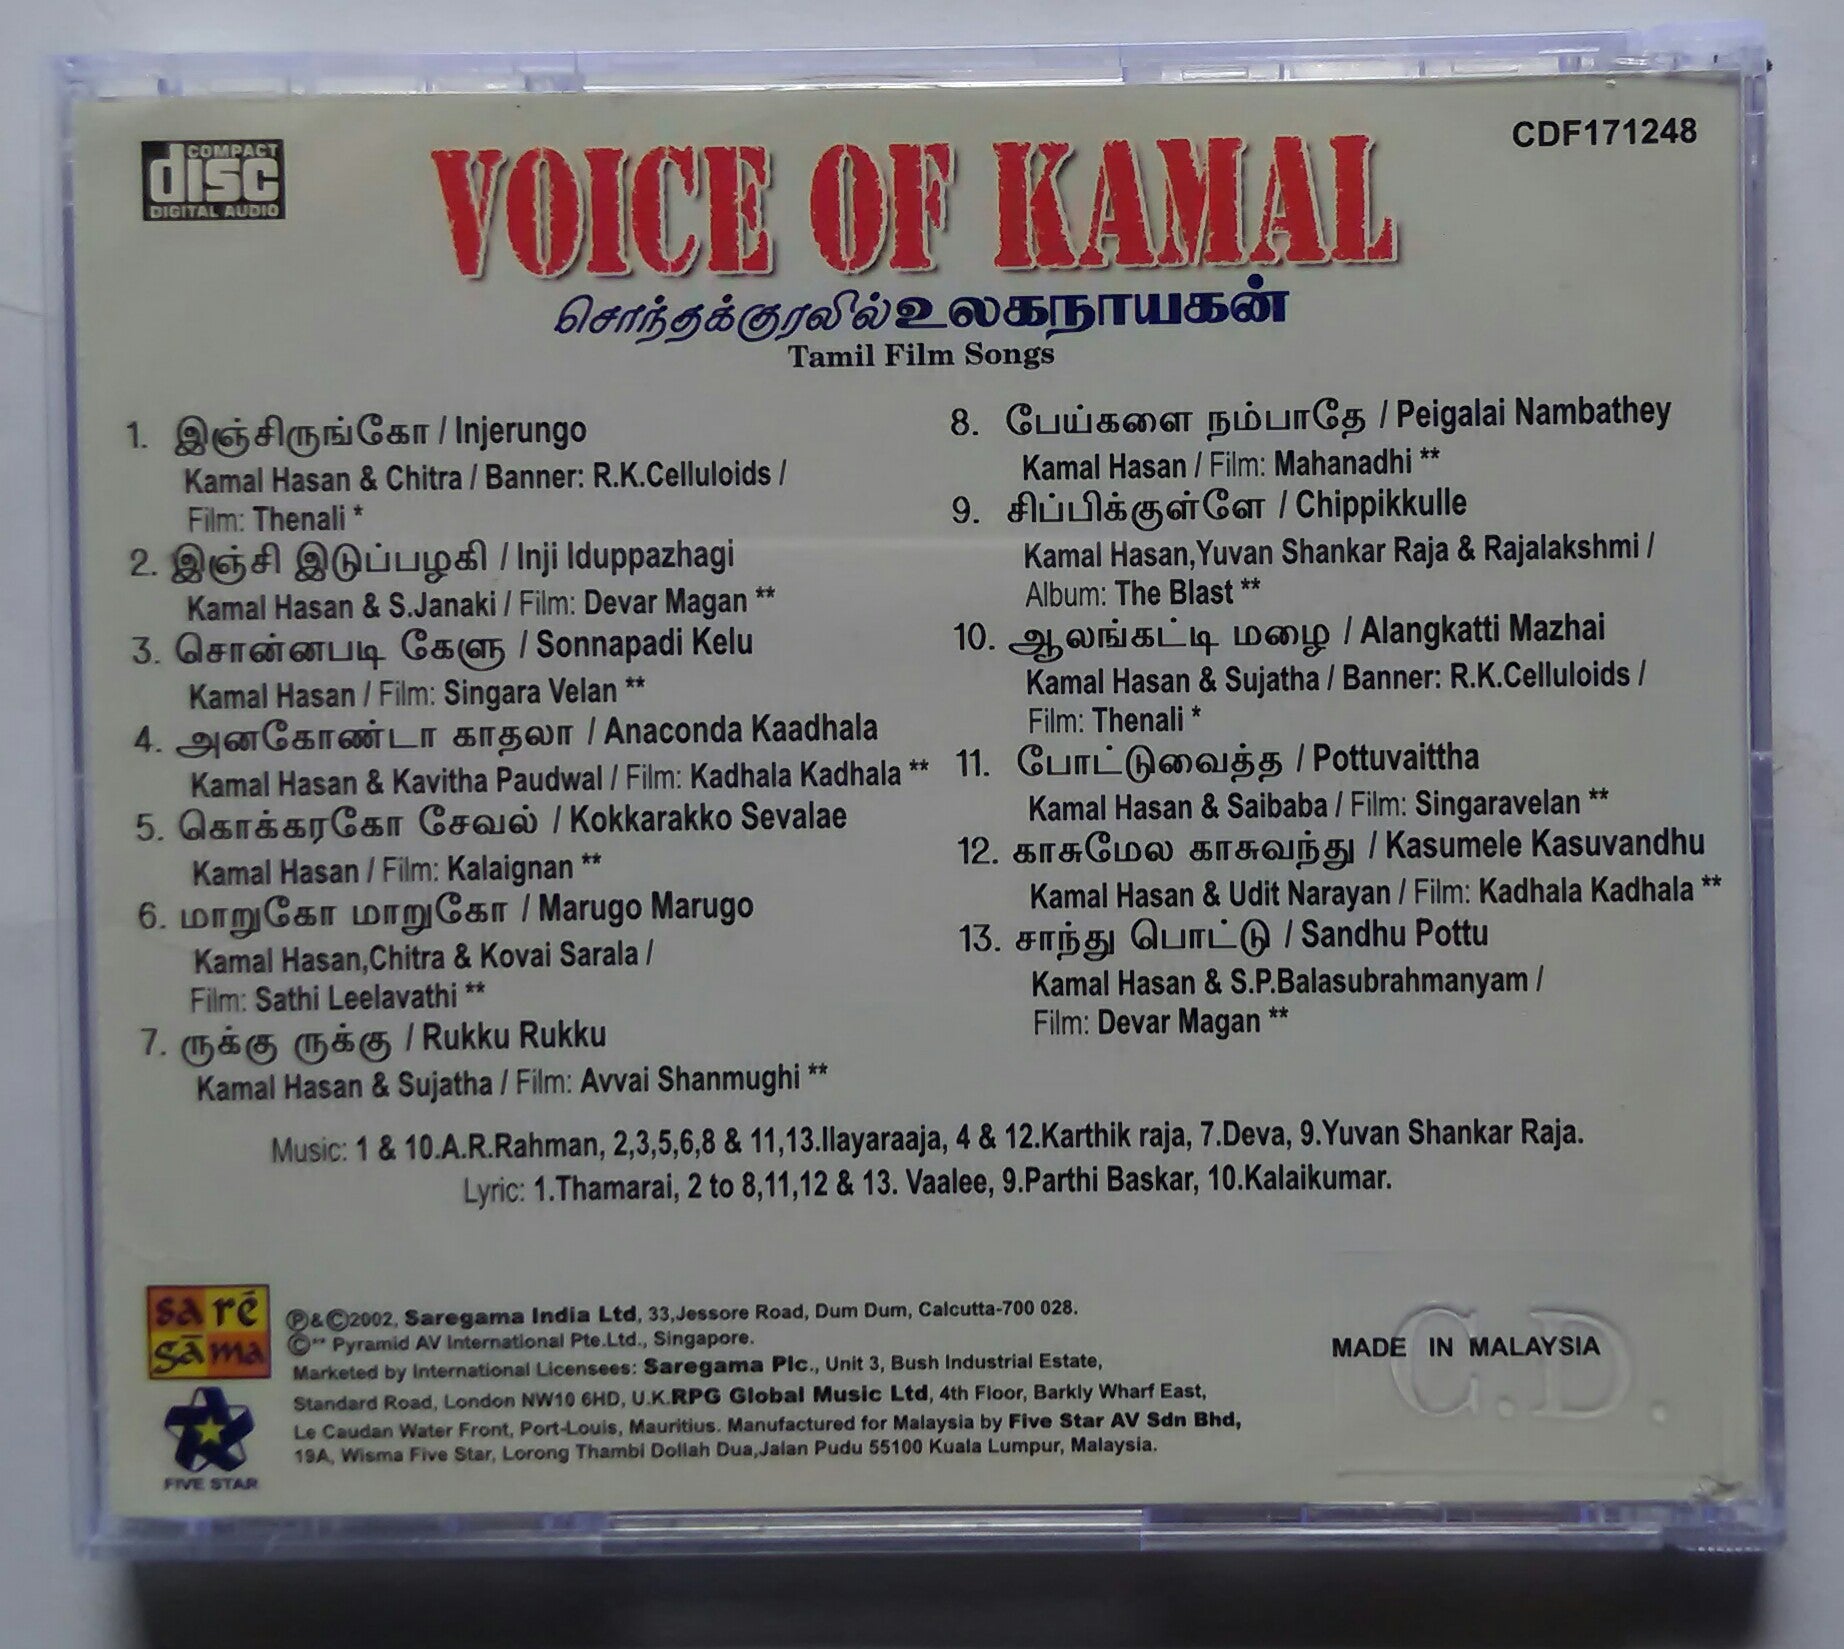 COMPACT
disc
DIGITAL AUDIO
CDF171248
VOICE OF KAMAL
சொந்தக்குரலில் உலகநாயகன்
Tamil Film Songs
1. இஞ்சிருங்கோ / Injerungo
Kamal Hasan & Chitra / Banner: R.K.Celluloids /
Film: Thenali *
2. இஞ்சி இடுப்பழகி / Inji Iduppazhagi
Kamal Hasan & S.Janaki / Film: Devar Magan **
3. சொன்னபடி கேளு / Sonnapadi Kelu
Kamal Hasan / Film: Singara Velan **
4. அனகோண்டா காதலா / Anaconda Kaadhala
Kamal Hasan & Kavitha Paudwal / Film: Kadhala Kadhala **
5. கொக்கரகோ சேவல் / Kokkarakko Sevalae
Kamal Hasan / Film: Kalaignan **
6. மாறுகோ மாறுகோ / Marugo Marugo
Kamal Hasan,Chitra & Kovai Sarala /
Film: Sathi Leelavathi **
7. ருக்கு ருக்கு / Rukku Rukku
Kamal Hasan & Sujatha / Film: Avvai Shanmughi **
8. பேய்களை நம்பாதே / Peigalai Nambathey
Kamal Hasan / Film: Mahanadhi **
9. சிப்பிக்குள்ளே / Chippikkulle
Kamal Hasan,Yuvan Shankar Raja & Rajalakshmi /
Album: The Blast **
10. ஆலங்கட்டி மழை / Alangkatti Mazhai
Kamal Hasan & Sujatha / Banner: R.K.Celluloids /
Film: Thenali *
11. போட்டுவைத்த / Pottuvaittha
Kamal Hasan & Saibaba / Film: Singaravelan **
12. காசுமேல காசுவந்து / Kasumele Kasuvandhu
Kamal Hasan & Udit Narayan / Film: Kadhala Kadhala **
13. சாந்து பொட்டு / Sandhu Pottu
Kamal Hasan & S.P.Balasubrahmanyam /
Film: Devar Magan **
Music: 1 & 10.A.R.Rahman, 2,3,5,6,8 & 11,13.Ilayaraaja, 4 & 12.Karthik raja, 7.Deva, 9.Yuvan Shankar Raja.
Lyric: 1.Thamarai, 2 to 8,11,12 & 13. Vaalee, 9.Parthi Baskar, 10.Kalaikumar.
sa ré
gā ma
FIVE STAR
℗&©2002, Saregama India Ltd, 33,Jessore Road, Dum Dum, Calcutta-700 028.
©** Pyramid AV International Pte.Ltd., Singapore.
Marketed by International Licensees: Saregama Plc., Unit 3, Bush Industrial Estate,
Standard Road, London NW10 6HD, U.K.RPG Global Music Ltd, 4th Floor, Barkly Wharf East,
Le Caudan Water Front, Port-Louis, Mauritius. Manufactured for Malaysia by Five Star AV Sdn Bhd,
19A, Wisma Five Star, Lorong Thambi Dollah Dua,Jalan Pudu 55100 Kuala Lumpur, Malaysia.
MADE IN MALAYSIA
C.D.